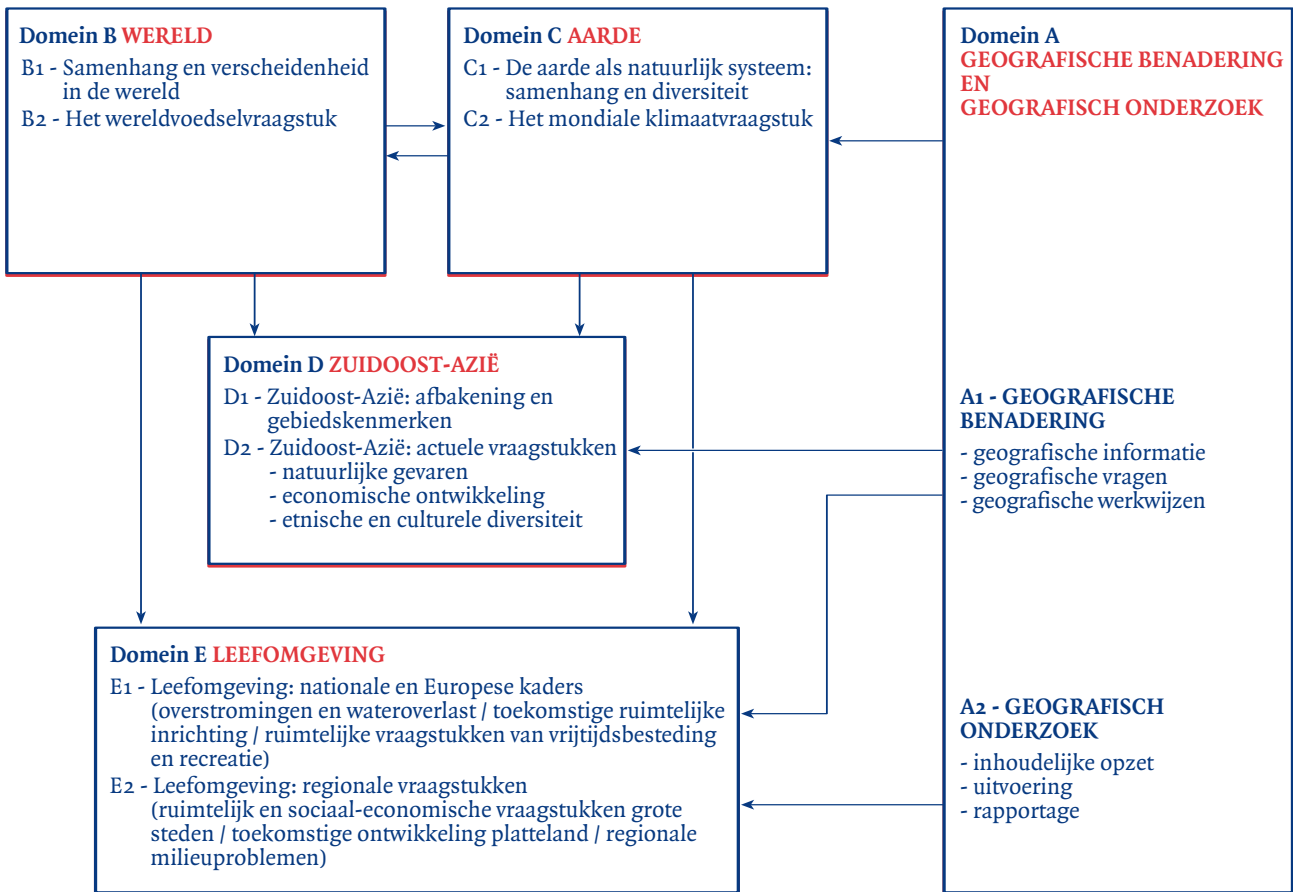 Domein B WERELD
B1 - Samenhang en verscheidenheid
in de wereld
B2 - Het wereldvoedselvraagstuk
Domein C AARDE
C1 - De aarde als natuurlijk systeem:
samenhang en diversiteit
C2 - Het mondiale klimaatvraagstuk
Domein A
GEOGRAFISCHE BENADERING
EN
GEOGRAFISCH ONDERZOEK
Domein D ZUIDOOST-AZIË
D1 - Zuidoost-Azië: afbakening en
gebiedskenmerken
D2 - Zuidoost-Azië: actuele vraagstukken
- natuurlijke gevaren
- economische ontwikkeling
- etnische en culturele diversiteit
A1 - GEOGRAFISCHE
BENADERING
- geografische informatie
- geografische vragen
- geografische werkwijzen
Domein E LEEFOMGEVING
E1 - Leefomgeving: nationale en Europese kaders
(overstromingen en wateroverlast / toekomstige ruimtelijke
inrichting / ruimtelijke vraagstukken van vrijtijdsbesteding
en recreatie)
E2 - Leefomgeving: regionale vraagstukken
(ruimtelijk en sociaal-economische vraagstukken grote
steden / toekomstige ontwikkeling platteland / regionale
milieuproblemen)
A2 - GEOGRAFISCH
ONDERZOEK
- inhoudelijke opzet
- uitvoering
- rapportage